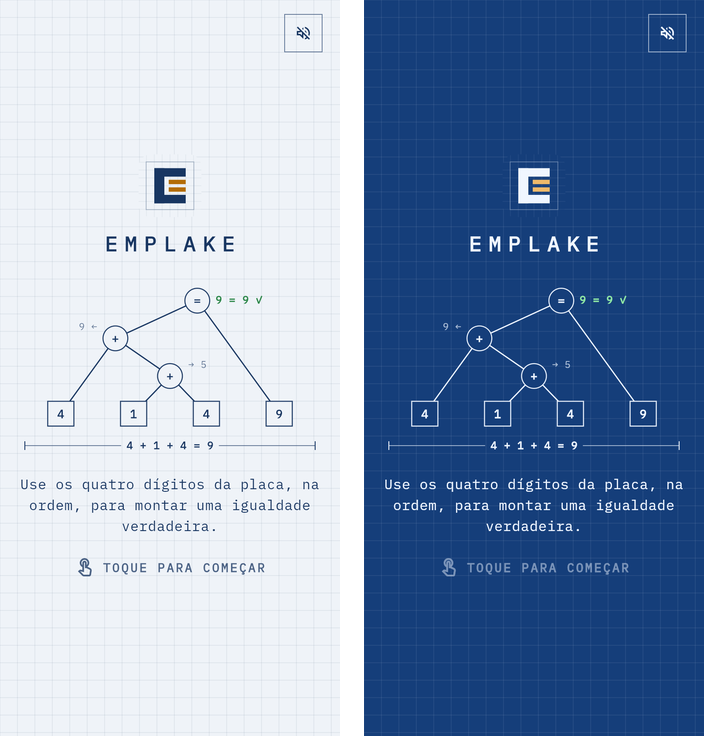 EMPLAKE
= 9 = 9 ✓
9 ← +
+ → 5
4 1 4 9
4 + 1 + 4 = 9
Use os quatro dígitos da placa, na
ordem, para montar uma igualdade
verdadeira.
TOQUE PARA COMEÇAR
EMPLAKE
= 9 = 9 ✓
9 ← +
+ → 5
4 1 4 9
4 + 1 + 4 = 9
Use os quatro dígitos da placa, na
ordem, para montar uma igualdade
verdadeira.
TOQUE PARA COMEÇAR